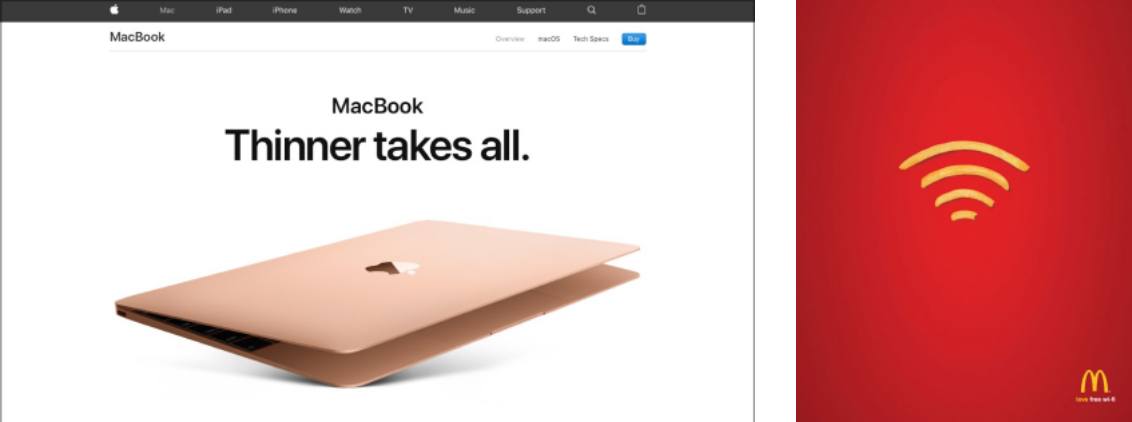 Mac iPad iPhone Watch TV Music Support
MacBook
Overview macOS Tech Specs Buy
MacBook
Thinner takes all.
love free wi-fi